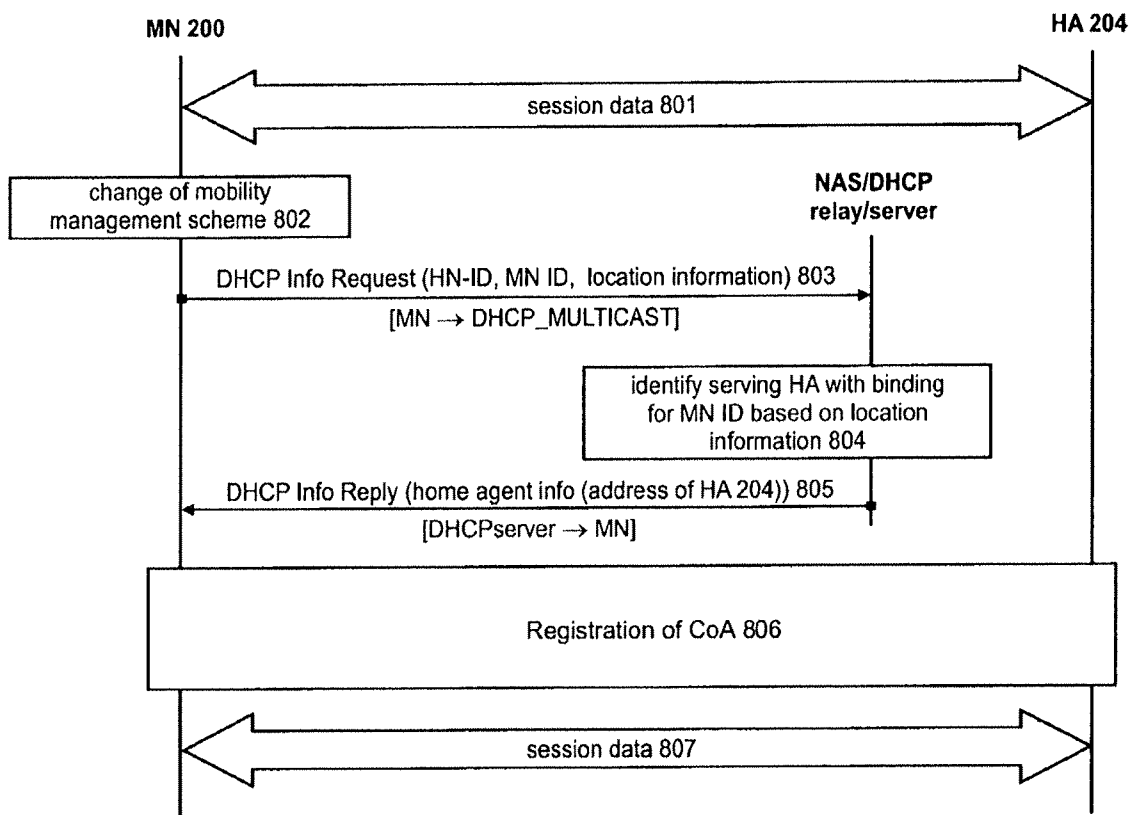 MN 200
HA 204
session data 801
change of mobility
management scheme 802
NAS/DHCP
relay/server
DHCP Info Request (HN-ID, MN ID, location information) 803
[MN → DHCP_MULTICAST]
identify serving HA with binding
for MN ID based on location
information 804
DHCP Info Reply (home agent info (address of HA 204)) 805
[DHCPserver → MN]
Registration of CoA 806
session data 807